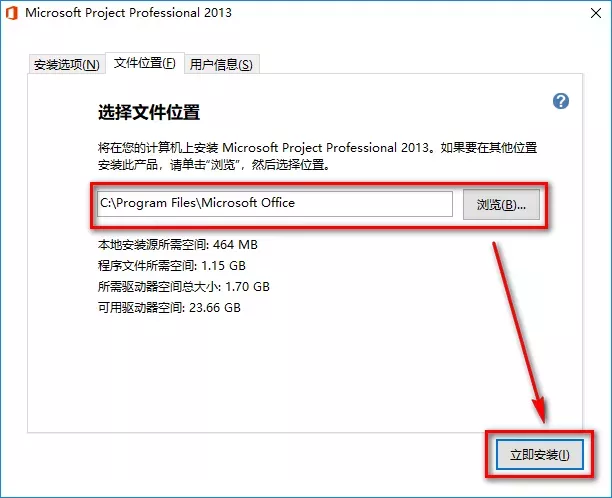 Microsoft Project Professional 2013
安装选项(N) 文件位置(F) 用户信息(S)
选择文件位置
?
将在您的计算机上安装 Microsoft Project Professional 2013。如果要在其他位置
安装此产品，请单击“浏览”，然后选择位置。
C:\Program Files\Microsoft Office
浏览(B)...
本地安装源所需空间: 464 MB
程序文件所需空间: 1.15 GB
所需驱动器空间总大小: 1.70 GB
可用驱动器空间: 23.66 GB
立即安装(I)